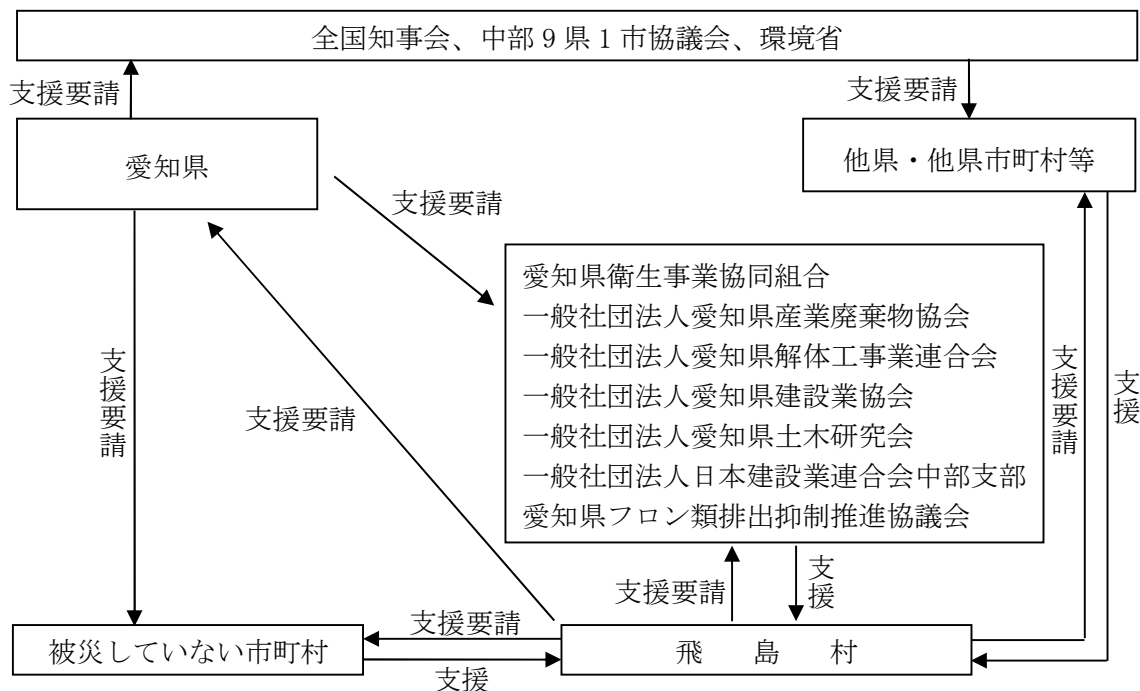 全国知事会、中部9県1市協議会、環境省
支援要請
支援要請
愛知県
他県・他県市町村等
支援要請
愛知県衛生事業協同組合
一般社団法人愛知県産業廃棄物協会
一般社団法人愛知県解体工事業連合会
一般社団法人愛知県建設業協会
一般社団法人愛知県土木研究会
一般社団法人日本建設業連合会中部支部
愛知県フロン類排出抑制推進協議会
支援要請
支援要請
支援要請
支援
支援要請
支援
支援要請
被災していない市町村
飛島村
支援